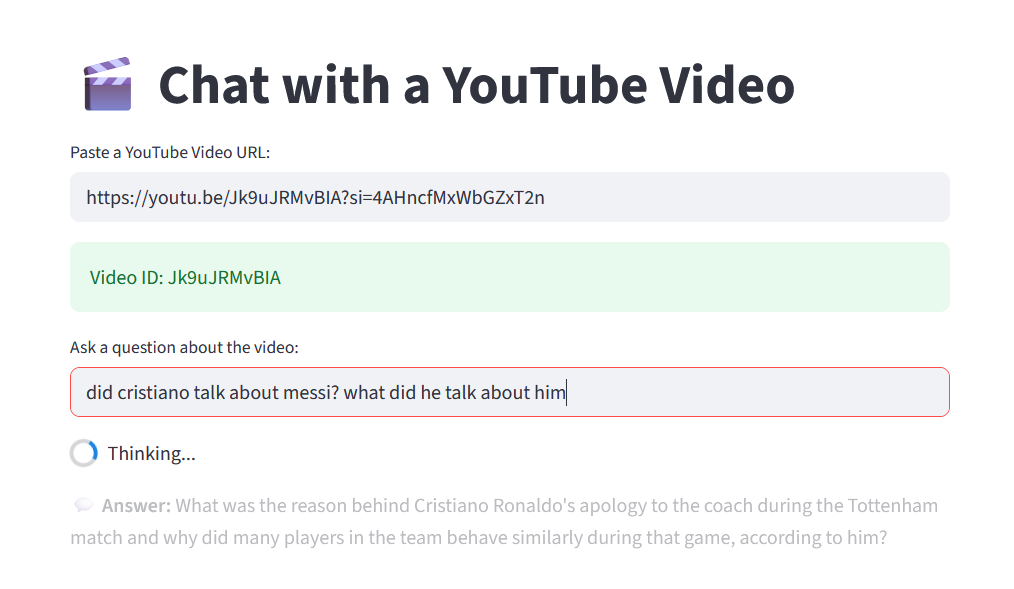 Chat with a YouTube Video
Paste a YouTube Video URL:
https://youtu.be/Jk9uJRMvBIA?si=4AHncfMxWbGZxT2n
Video ID: Jk9uJRMvBIA
Ask a question about the video:
did cristiano talk about messi? what did he talk about him
Thinking...
Answer: What was the reason behind Cristiano Ronaldo's apology to the coach during the Tottenham
match and why did many players in the team behave similarly during that game, according to him?